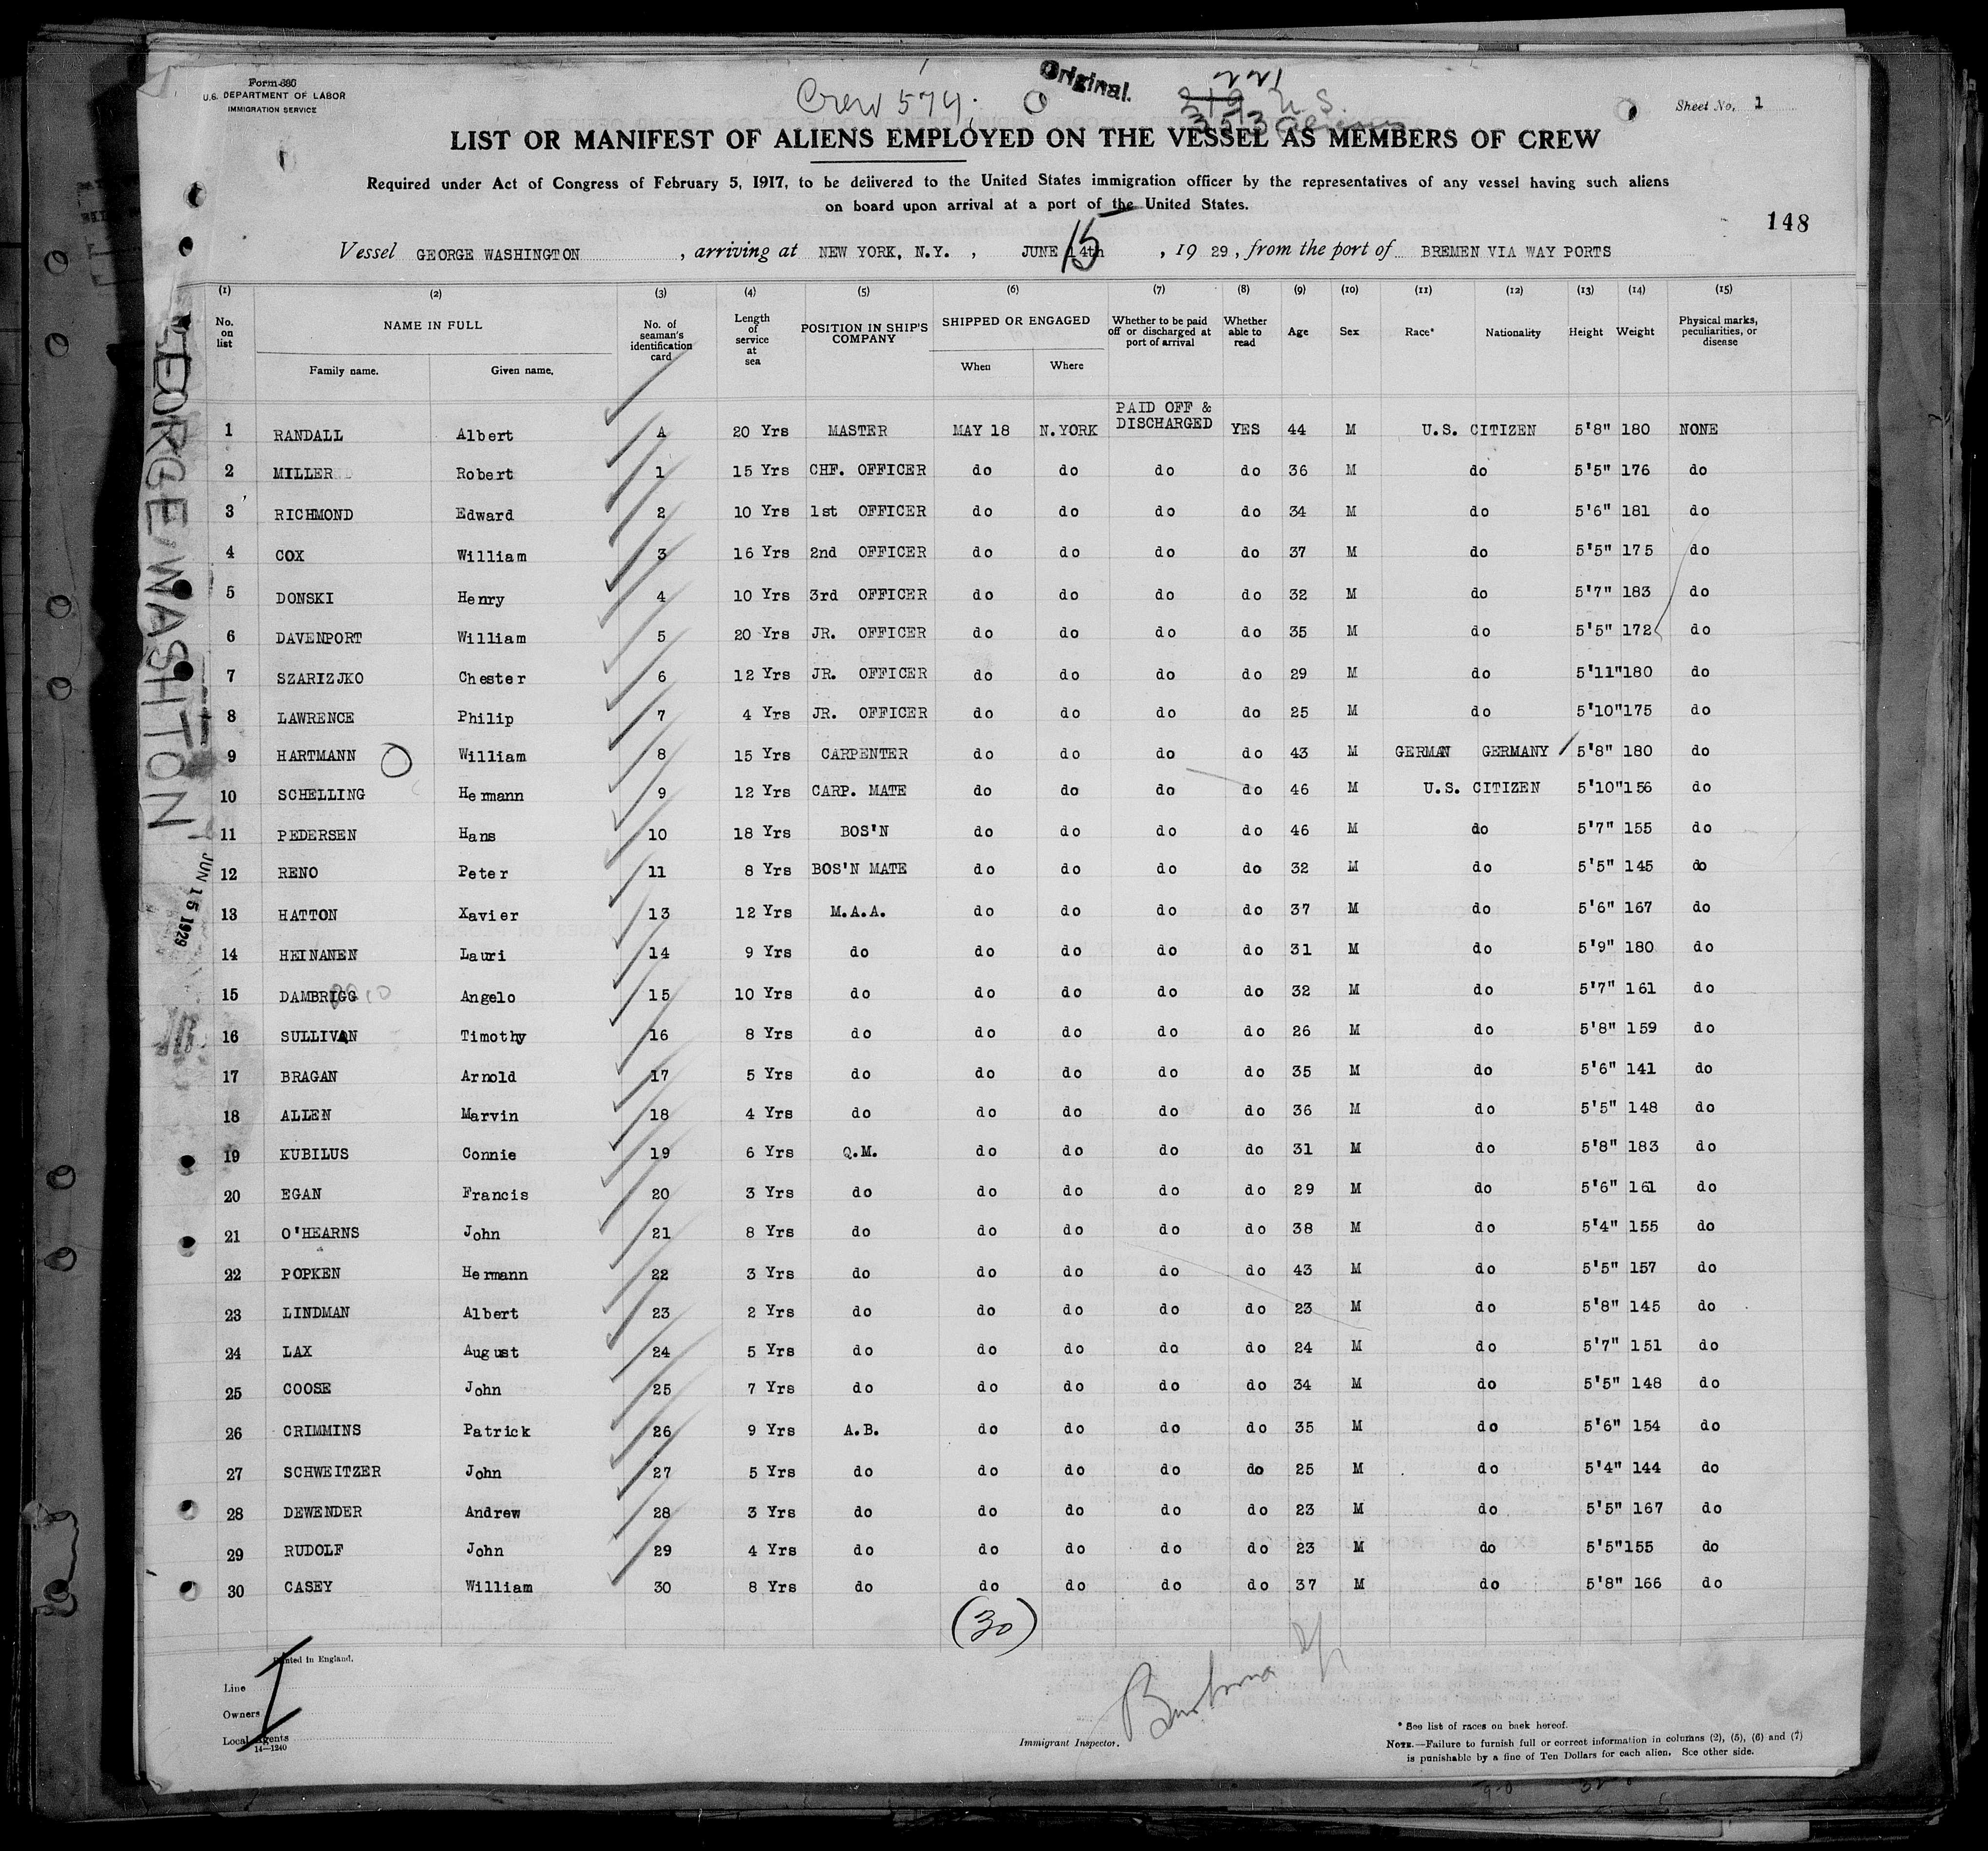 Form 686
U.S. DEPARTMENT OF LABOR
IMMIGRATION SERVICE
Crew 574.
Original.
221
219 U.S.
353 aliens
Sheet No. 1
LIST OR MANIFEST OF ALIENS EMPLOYED ON THE VESSEL AS MEMBERS OF CREW
Required under Act of Congress of February 5, 1917, to be delivered to the United States immigration officer by the representatives of any vessel having such aliens
on board upon arrival at a port of the United States.
148
Vessel GEORGE WASHINGTON, arriving at NEW YORK, N.Y., JUNE 14th 15, 1929, from the port of BREMEN VIA WAY PORTS
(1) (2) (3) (4) (5) (6) (7) (8) (9) (10) (11) (12) (13) (14) (15)
No. on list NAME IN FULL No. of seaman's identification card Length of service at sea POSITION IN SHIP'S COMPANY SHIPPED OR ENGAGED Whether to be paid off or discharged at port of arrival Whether able to read Age Sex Race* Nationality Height Weight Physical marks, peculiarities, or disease
Family name. Given name. When Where
1 RANDALL Albert A 20 Yrs MASTER MAY 18 N.YORK PAID OFF & DISCHARGED YES 44 M U.S. CITIZEN 5'8" 180 NONE
2 MILLER Robert 1 15 Yrs CHF. OFFICER do do do do 36 M do 5'5" 176 do
3 RICHMOND Edward 2 10 Yrs 1st OFFICER do do do do 34 M do 5'6" 181 do
4 COX William 3 16 Yrs 2nd OFFICER do do do do 37 M do 5'5" 175 do
5 DONSKI Henry 4 10 Yrs 3rd OFFICER do do do do 32 M do 5'7" 183 do
6 DAVENPORT William 5 20 Yrs JR. OFFICER do do do do 35 M do 5'5" 172 do
7 SZARIZJKO Chester 6 12 Yrs JR. OFFICER do do do do 29 M do 5'11" 180 do
8 LAWRENCE Philip 7 4 Yrs JR. OFFICER do do do do 25 M do 5'10" 175 do
9 HARTMANN William 8 15 Yrs CARPENTER do do do do 43 M GERMAN GERMANY 5'8" 180 do
10 SCHELLING Hermann 9 12 Yrs CARP. MATE do do do do 46 M U.S. CITIZEN 5'10" 156 do
11 PEDERSEN Hans 10 18 Yrs BOS'N do do do do 46 M do 5'7" 155 do
12 RENO Peter 11 8 Yrs BOS'N MATE do do do do 32 M do 5'5" 145 do
13 HATTON Xavier 13 12 Yrs M.A.A. do do do do 37 M do 5'6" 167 do
14 HEINANEN Lauri 14 9 Yrs do do do do do 31 M do 5'9" 180 do
15 DAMBRIGG Angelo 15 10 Yrs do do do do do 32 M do 5'7" 161 do
16 SULLIVAN Timothy 16 8 Yrs do do do do do 26 M do 5'8" 159 do
17 BRAGAN Arnold 17 5 Yrs do do do do do 35 M do 5'6" 141 do
18 ALLEN Marvin 18 4 Yrs do do do do do 36 M do 5'5" 148 do
19 KUBILUS Connie 19 6 Yrs Q.M. do do do do 31 M do 5'8" 183 do
20 EGAN Francis 20 3 Yrs do do do do do 29 M do 5'6" 161 do
21 O'HEARNS John 21 8 Yrs do do do do do 38 M do 5'4" 155 do
22 POPKEN Hermann 22 3 Yrs do do do do do 43 M do 5'5" 157 do
23 LINDMAN Albert 23 2 Yrs do do do do do 23 M do 5'8" 145 do
24 LAX August 24 5 Yrs do do do do do 24 M do 5'7" 151 do
25 COOSE John 25 7 Yrs do do do do do 34 M do 5'5" 148 do
26 CRIMMINS Patrick 26 9 Yrs A.B. do do do do 35 M do 5'6" 154 do
27 SCHWEITZER John 27 5 Yrs do do do do do 25 M do 5'4" 144 do
28 DEWENDER Andrew 28 3 Yrs do do do do do 23 M do 5'5" 167 do
29 RUDOLF John 29 4 Yrs do do do do do 23 M do 5'5" 155 do
30 CASEY William 30 8 Yrs do do do do do 37 M do 5'8" 166 do
(30)
GEORGE WASHITON
JUN 15 1929
Printed in England.
Line
Owners
Local Agents
14—1240
Immigrant Inspector.
* See list of races on back hereof.
NOTE.—Failure to furnish full or correct information in columns (2), (5), (6) and (7)
is punishable by a fine of Ten Dollars for each alien. See other side.